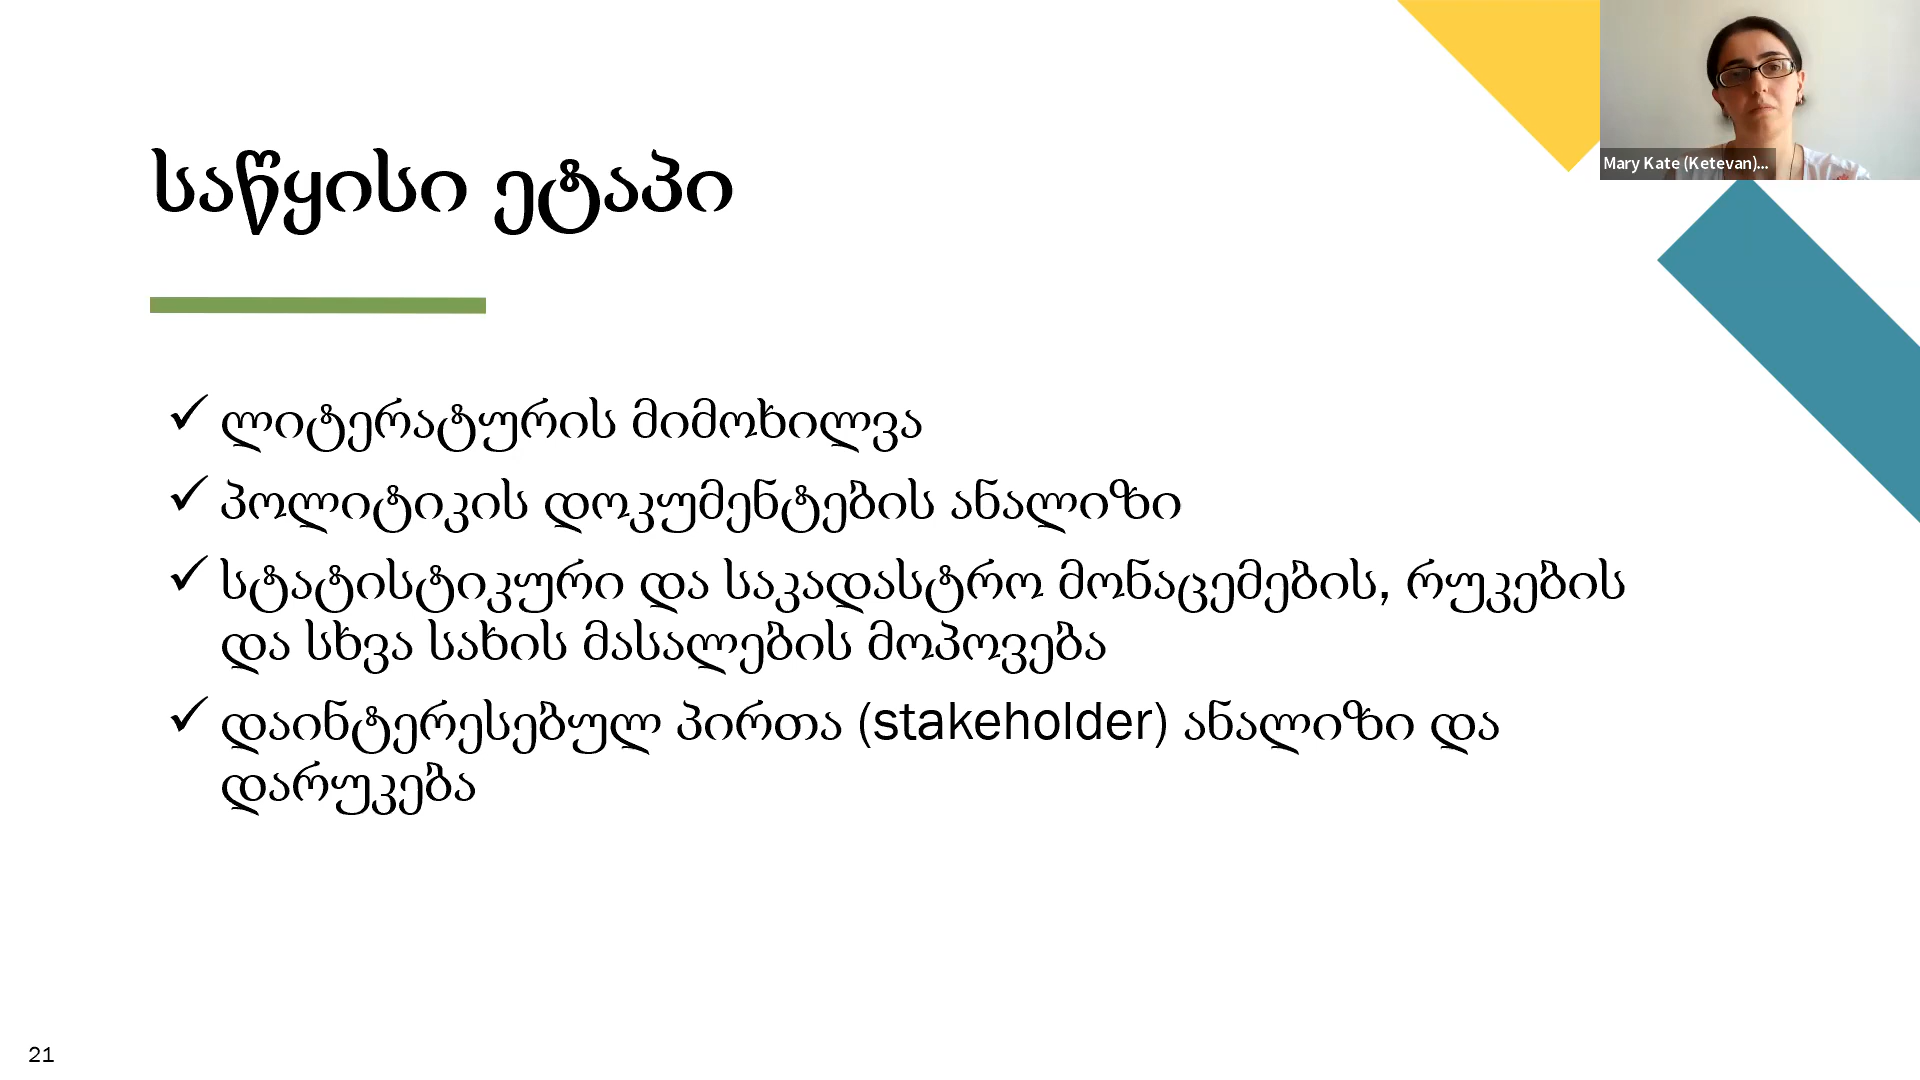 Mary Kate (Ketevan)...
საწყისი ეტაპი
✓ ლიტერატურის მიმოხილვა
✓ პოლიტიკის დოკუმენტების ანალიზი
✓ სტატისტიკური და საკადასტრო მონაცემების, რუკების
და სხვა სახის მასალების მოპოვება
✓ დაინტერესებულ პირთა (stakeholder) ანალიზი და
დარუკება
21